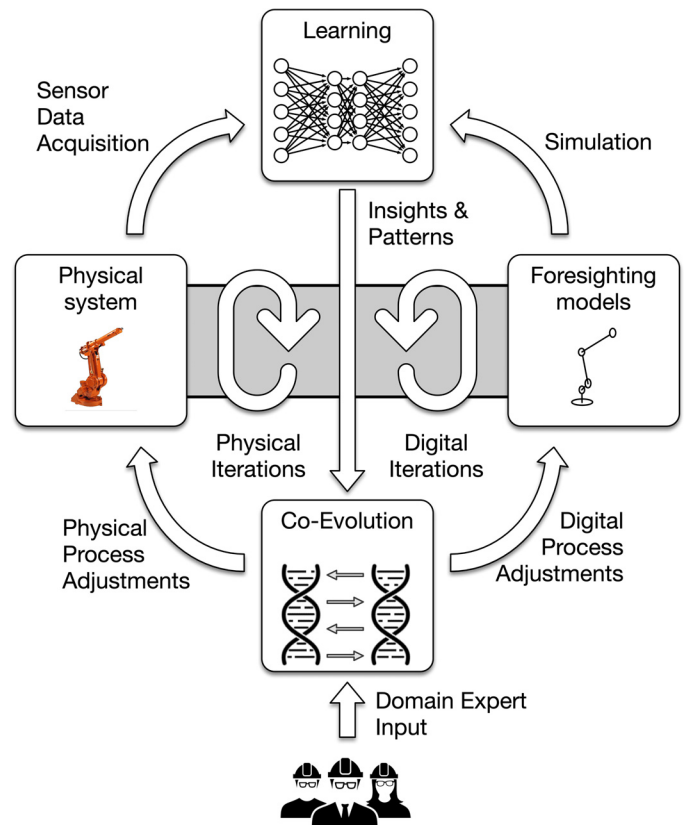 Learning
Sensor
Data
Acquisition
Simulation
Insights &
Patterns
Physical
system
Foresighting
models
Physical
Iterations
Digital
Iterations
Co-Evolution
Physical
Process
Adjustments
Digital
Process
Adjustments
Domain Expert
Input